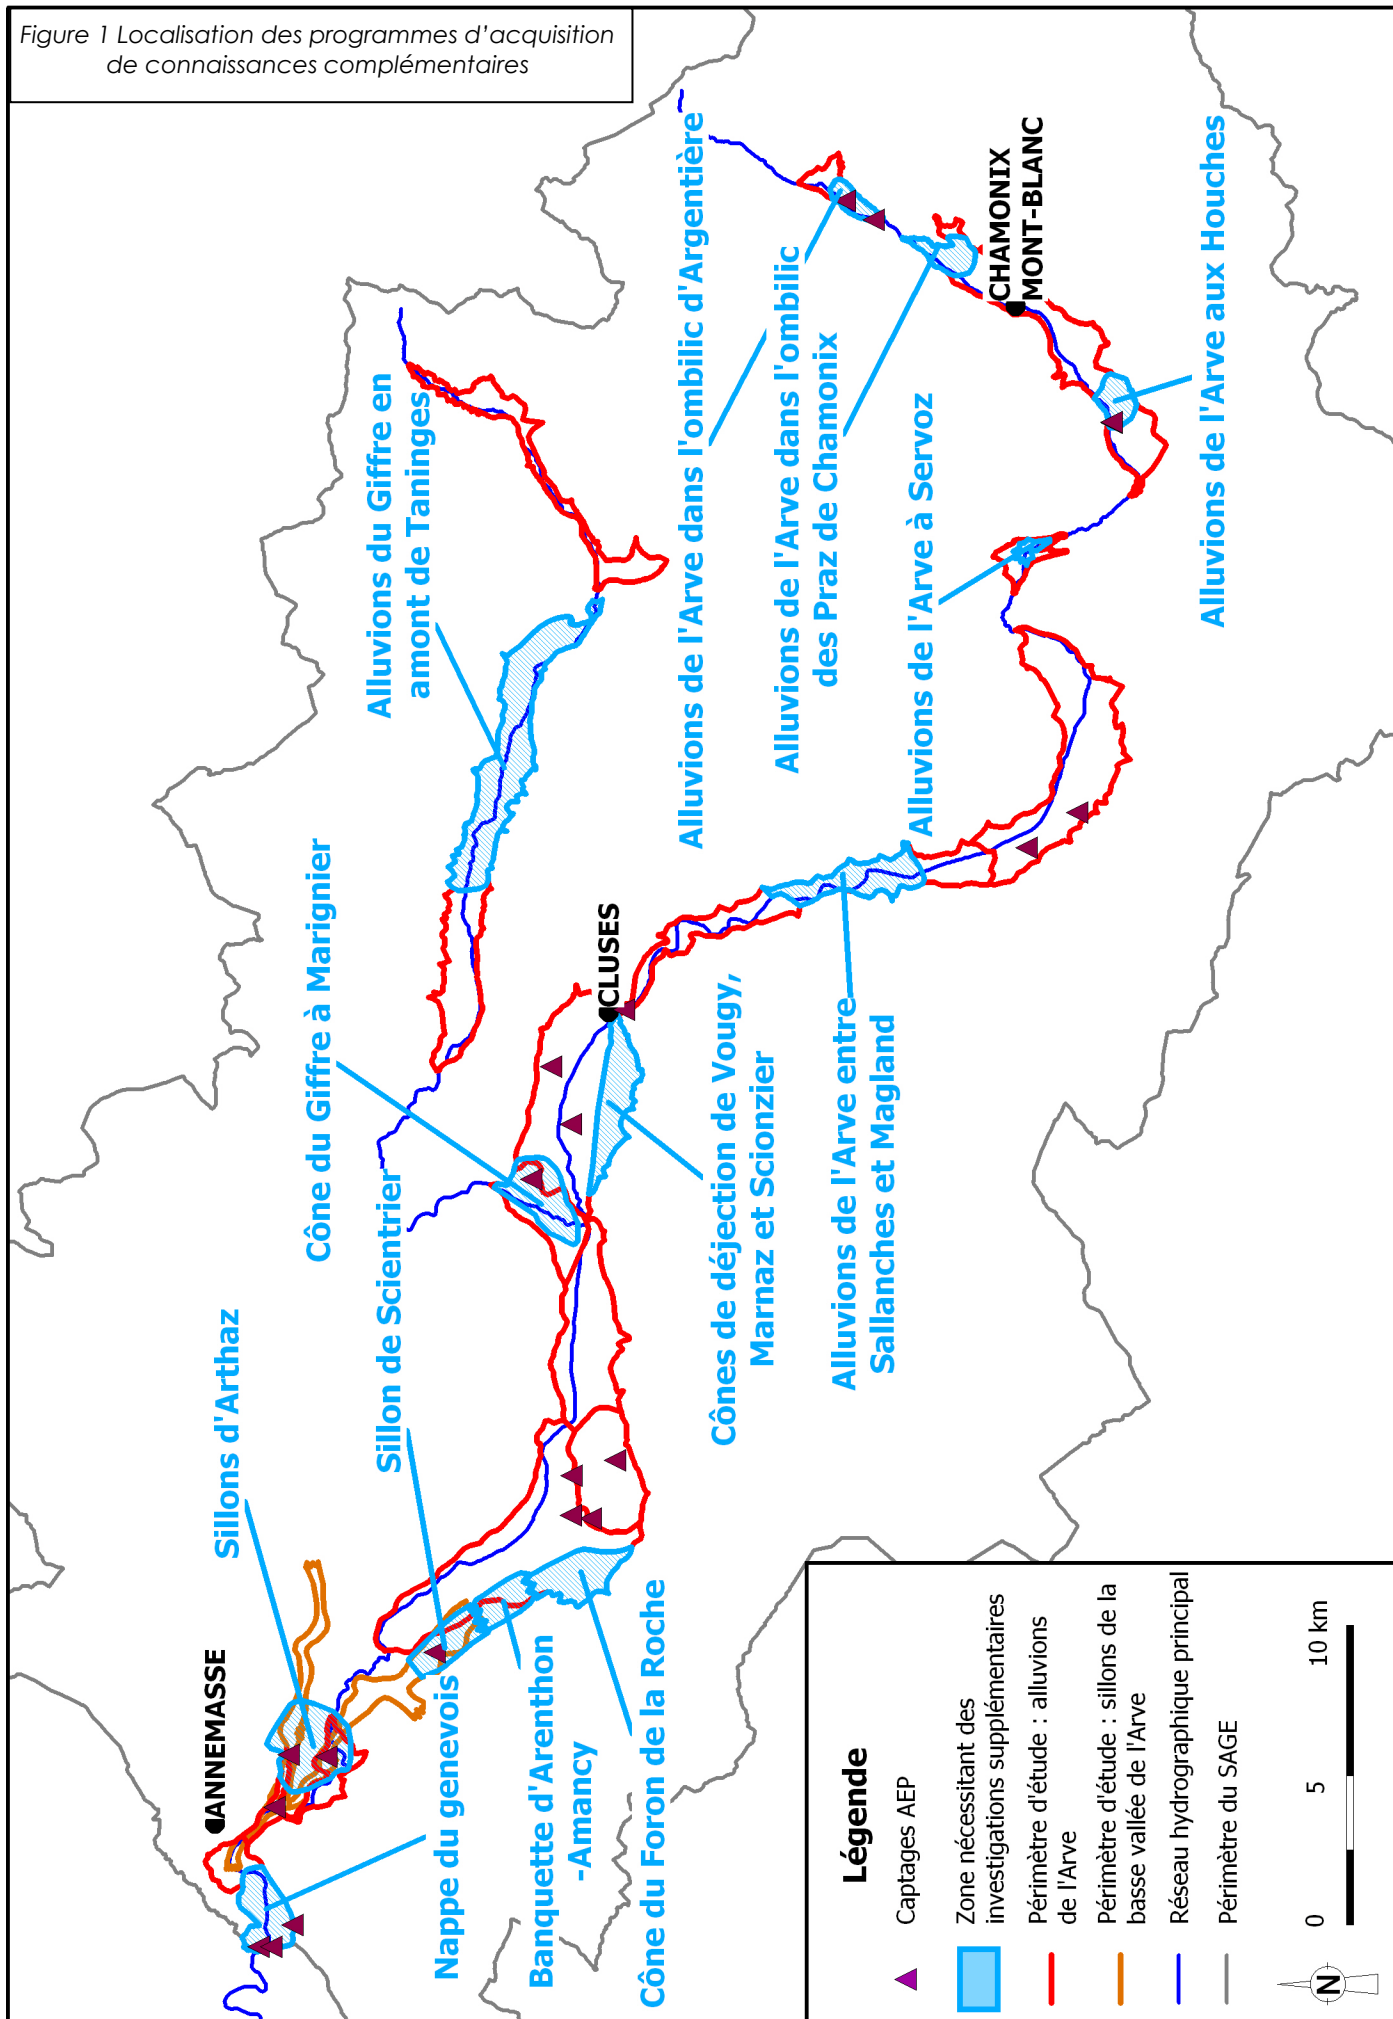 Figure 1 Localisation des programmes d'acquisition
de connaissances complémentaires
Sillons d'Arthaz
Cône du Giffre à Marignier
Alluvions du Giffre en
amont de Taninges
Sillon de Scientrier
ANNEMASSE
CLUSES
Alluvions de l'Arve dans l'ombilic d'Argentière
Alluvions de l'Arve dans l'ombilic
des Praz de Chamonix
CHAMONIX
MONT-BLANC
Alluvions de l'Arve à Servoz
Alluvions de l'Arve aux Houches
Nappe du genevois
Banquette d'Arenthon
-Amancy
Cône du Foron de la Roche
Cônes de déjection de Vougy,
Marnaz et Scionzier
Alluvions de l'Arve entre
Sallanches et Magland
Légende
Captages AEP
Zone nécessitant des
investigations supplémentaires
Périmètre d'étude : alluvions
de l'Arve
Périmètre d'étude : sillons de la
basse vallée de l'Arve
Réseau hydrographique principal
Périmètre du SAGE
N
0 5 10 km